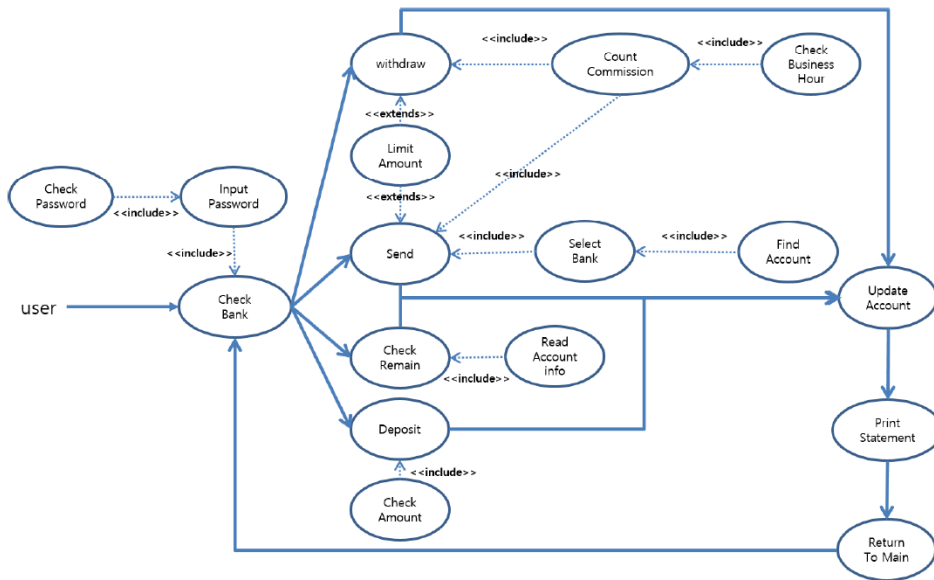 <<include>>
<<include>>
withdraw
Count
Commission
Check
Business
Hour
<<extends>>
Limit
Amount
<<extends>>
<<include>>
Check
Password
<<include>>
Input
Password
<<include>>
Send
<<include>>
Select
Bank
<<include>>
Find
Account
user
Check
Bank
Update
Account
Check
Remain
<<include>>
Read
Account
info
Deposit
<<include>>
Check
Amount
Print
Statement
Return
To Main